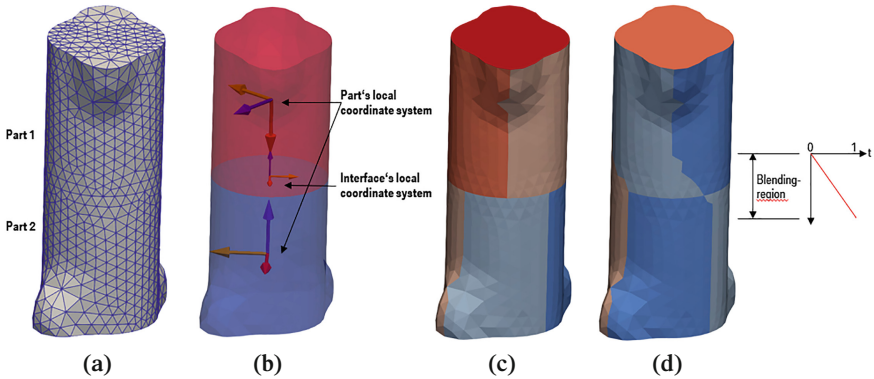 Part 1
Part 2
Part's local
coordinate system
Interface's local
coordinate system
0
1
t
Blending-
region
(a)
(b)
(c)
(d)